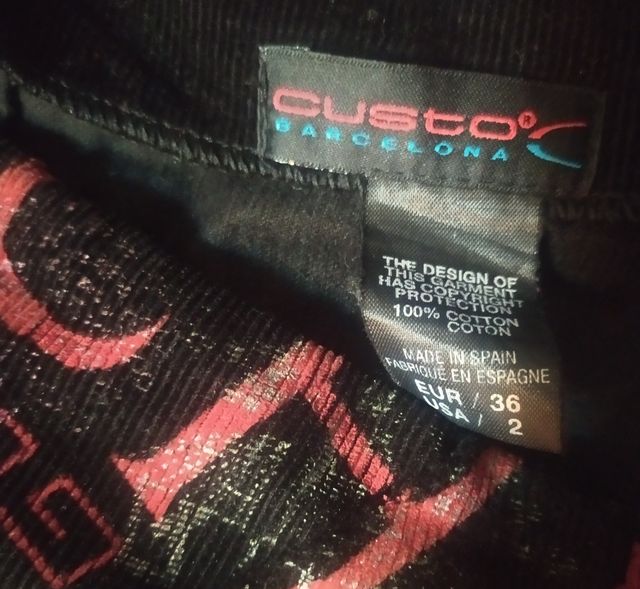 custo®
BARCELONA
THE DESIGN OF
THIS GARMENT
HAS COPYRIGHT
PROTECTION
100% COTTON
COTON
MADE IN SPAIN
FABRIQUE EN ESPAGNE
EUR / 36
USA / 2